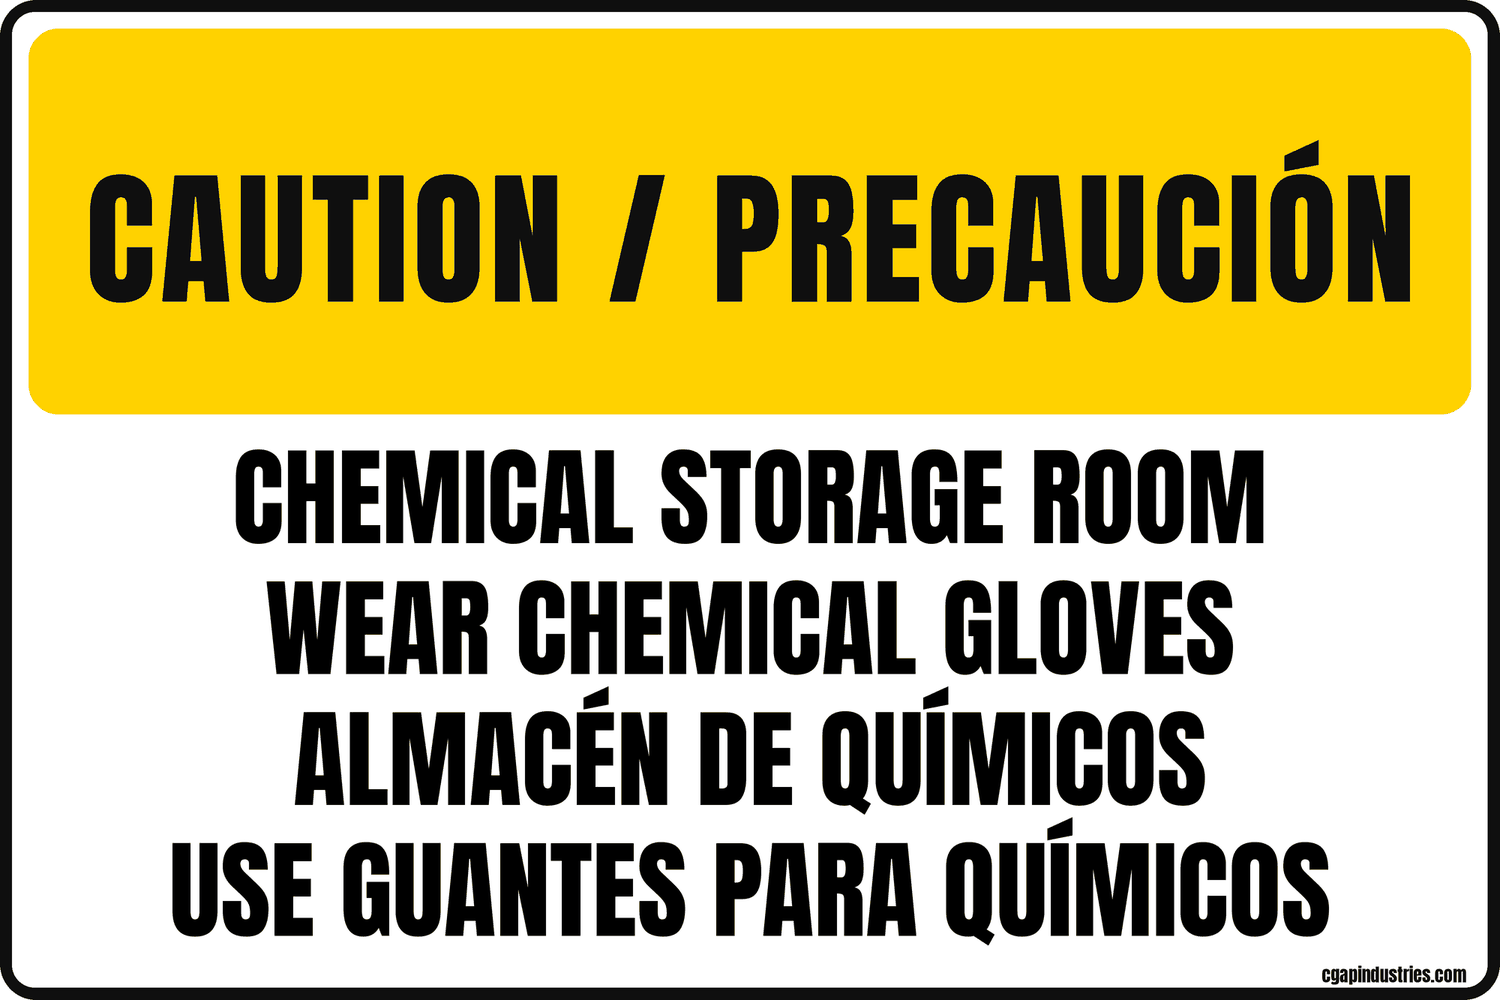 CAUTION / PRECAUCIÓN
CHEMICAL STORAGE ROOM
WEAR CHEMICAL GLOVES
ALMACÉN DE QUÍMICOS
USE GUANTES PARA QUÍMICOS
cgapindustries.com